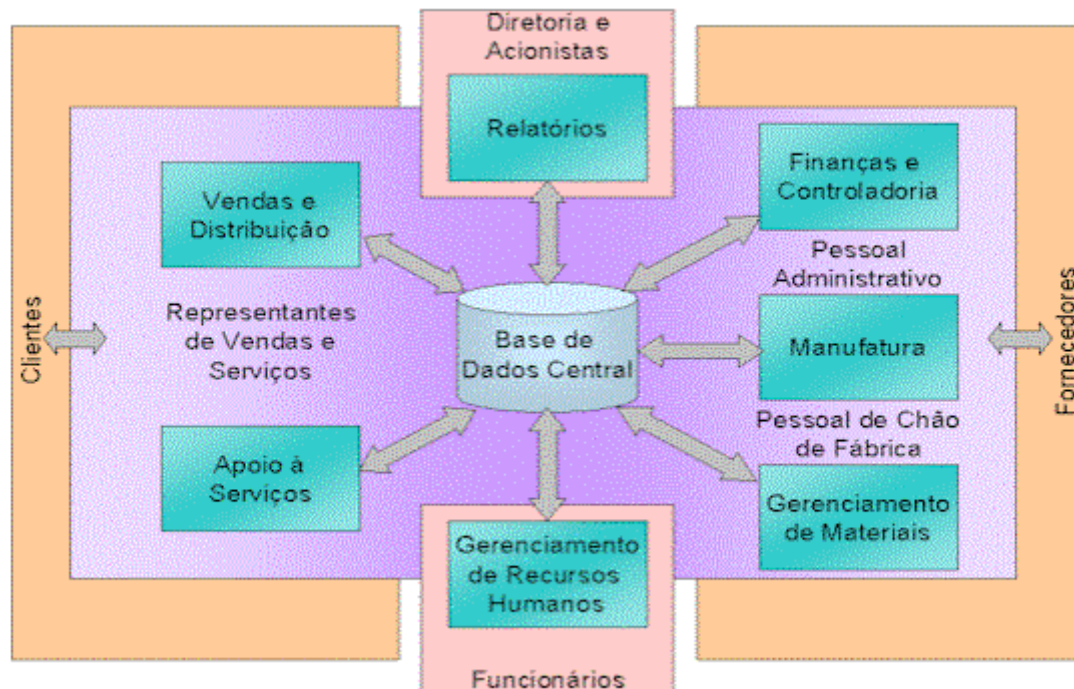 Diretoria e
Acionistas
Relatórios
Vendas e
Distribuição
Finanças e
Controladoria
Pessoal
Administrativo
Clientes
Representantes
de Vendas e
Serviços
Base de
Dados Central
Manufatura
Fornecedores
Pessoal de Chão
de Fábrica
Apoio à
Serviços
Gerenciamento
de Materiais
Gerenciamento
de Recursos
Humanos
Funcionários